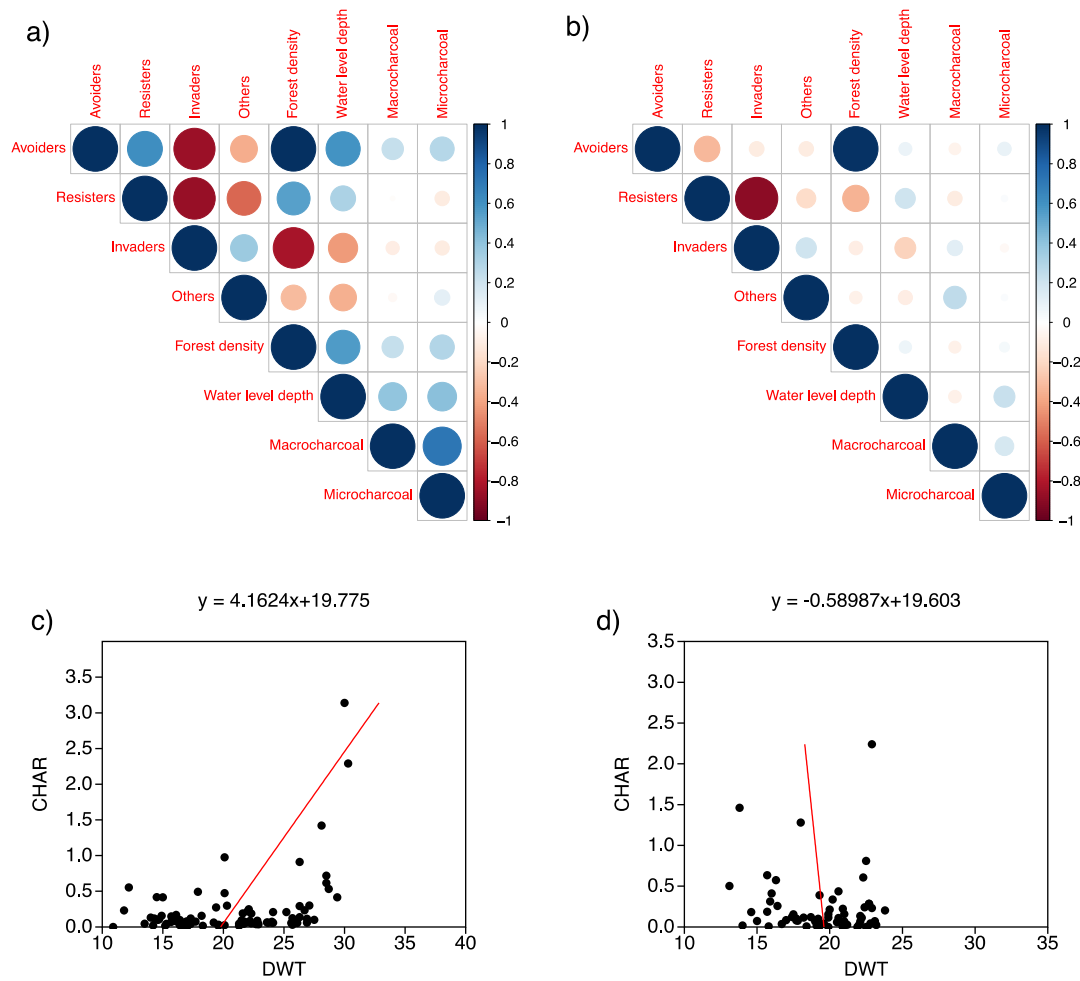 a)
Avoiders
Resisters
Invaders
Others
Forest density
Water level depth
Macrocharcoal
Microcharcoal
Avoiders
Resisters
Invaders
Others
Forest density
Water level depth
Macrocharcoal
Microcharcoal
1
0.8
0.6
0.4
0.2
0
−0.2
−0.4
−0.6
−0.8
−1
b)
Avoiders
Resisters
Invaders
Others
Forest density
Water level depth
Macrocharcoal
Microcharcoal
Avoiders
Resisters
Invaders
Others
Forest density
Water level depth
Macrocharcoal
Microcharcoal
1
0.8
0.6
0.4
0.2
0
−0.2
−0.4
−0.6
−0.8
−1
c)
y = 4.1624x+19.775
3.5
3.0
2.5
2.0
1.5
1.0
0.5
0.0
CHAR
10 15 20 25 30 35 40
DWT
d)
y = -0.58987x+19.603
3.5
3.0
2.5
2.0
1.5
1.0
0.5
0.0
CHAR
10 15 20 25 30 35
DWT